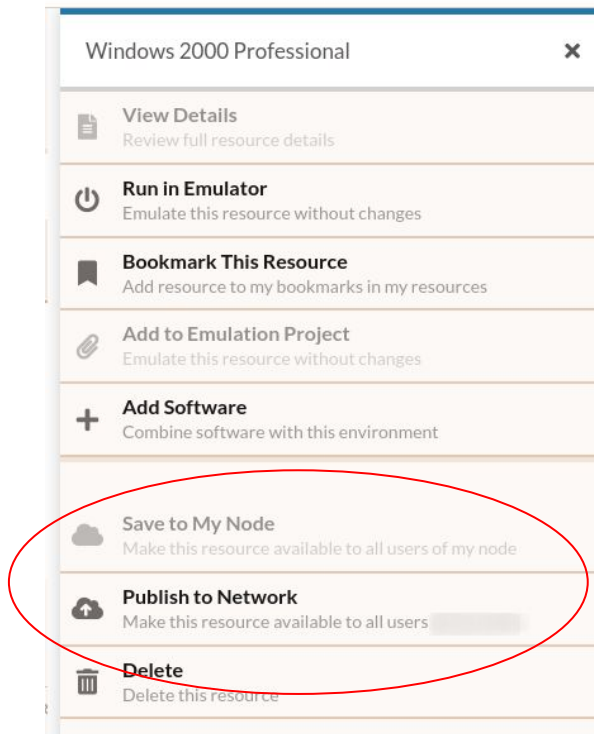 Windows 2000 Professional
View Details
Review full resource details
Run in Emulator
Emulate this resource without changes
Bookmark This Resource
Add resource to my bookmarks in my resources
Add to Emulation Project
Emulate this resource without changes
Add Software
Combine software with this environment
Save to My Node
Make this resource available to all users of my node
Publish to Network
Make this resource available to all users
Delete
Delete this resource